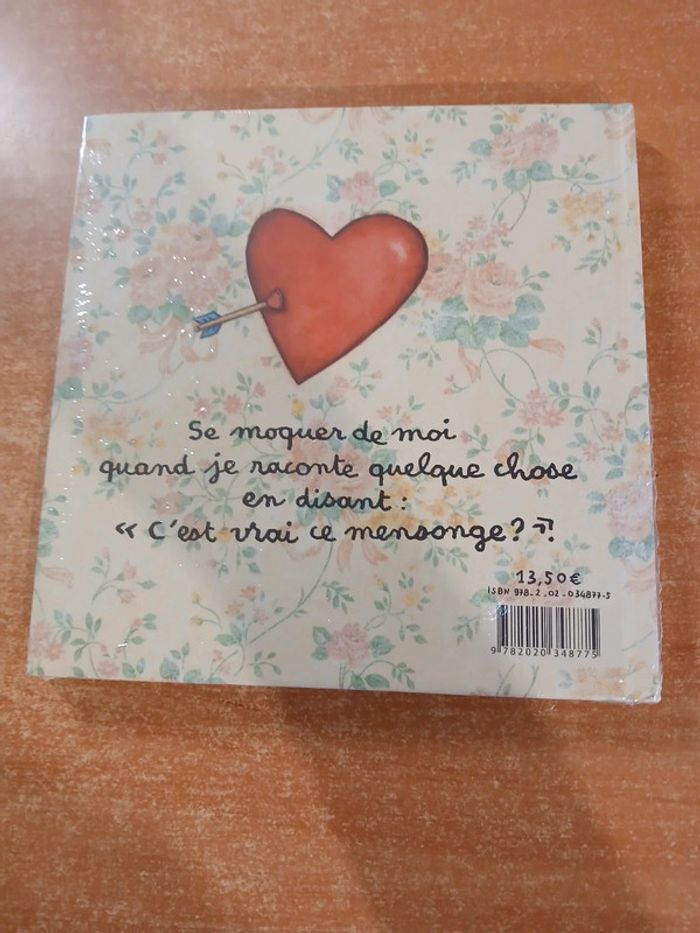 Se moquer de moi
quand je raconte quelque chose
en disant :
« C'est vrai ce mensonge ? ».
13,50€
ISBN 978-2-02-034877-5
9 782020 348775